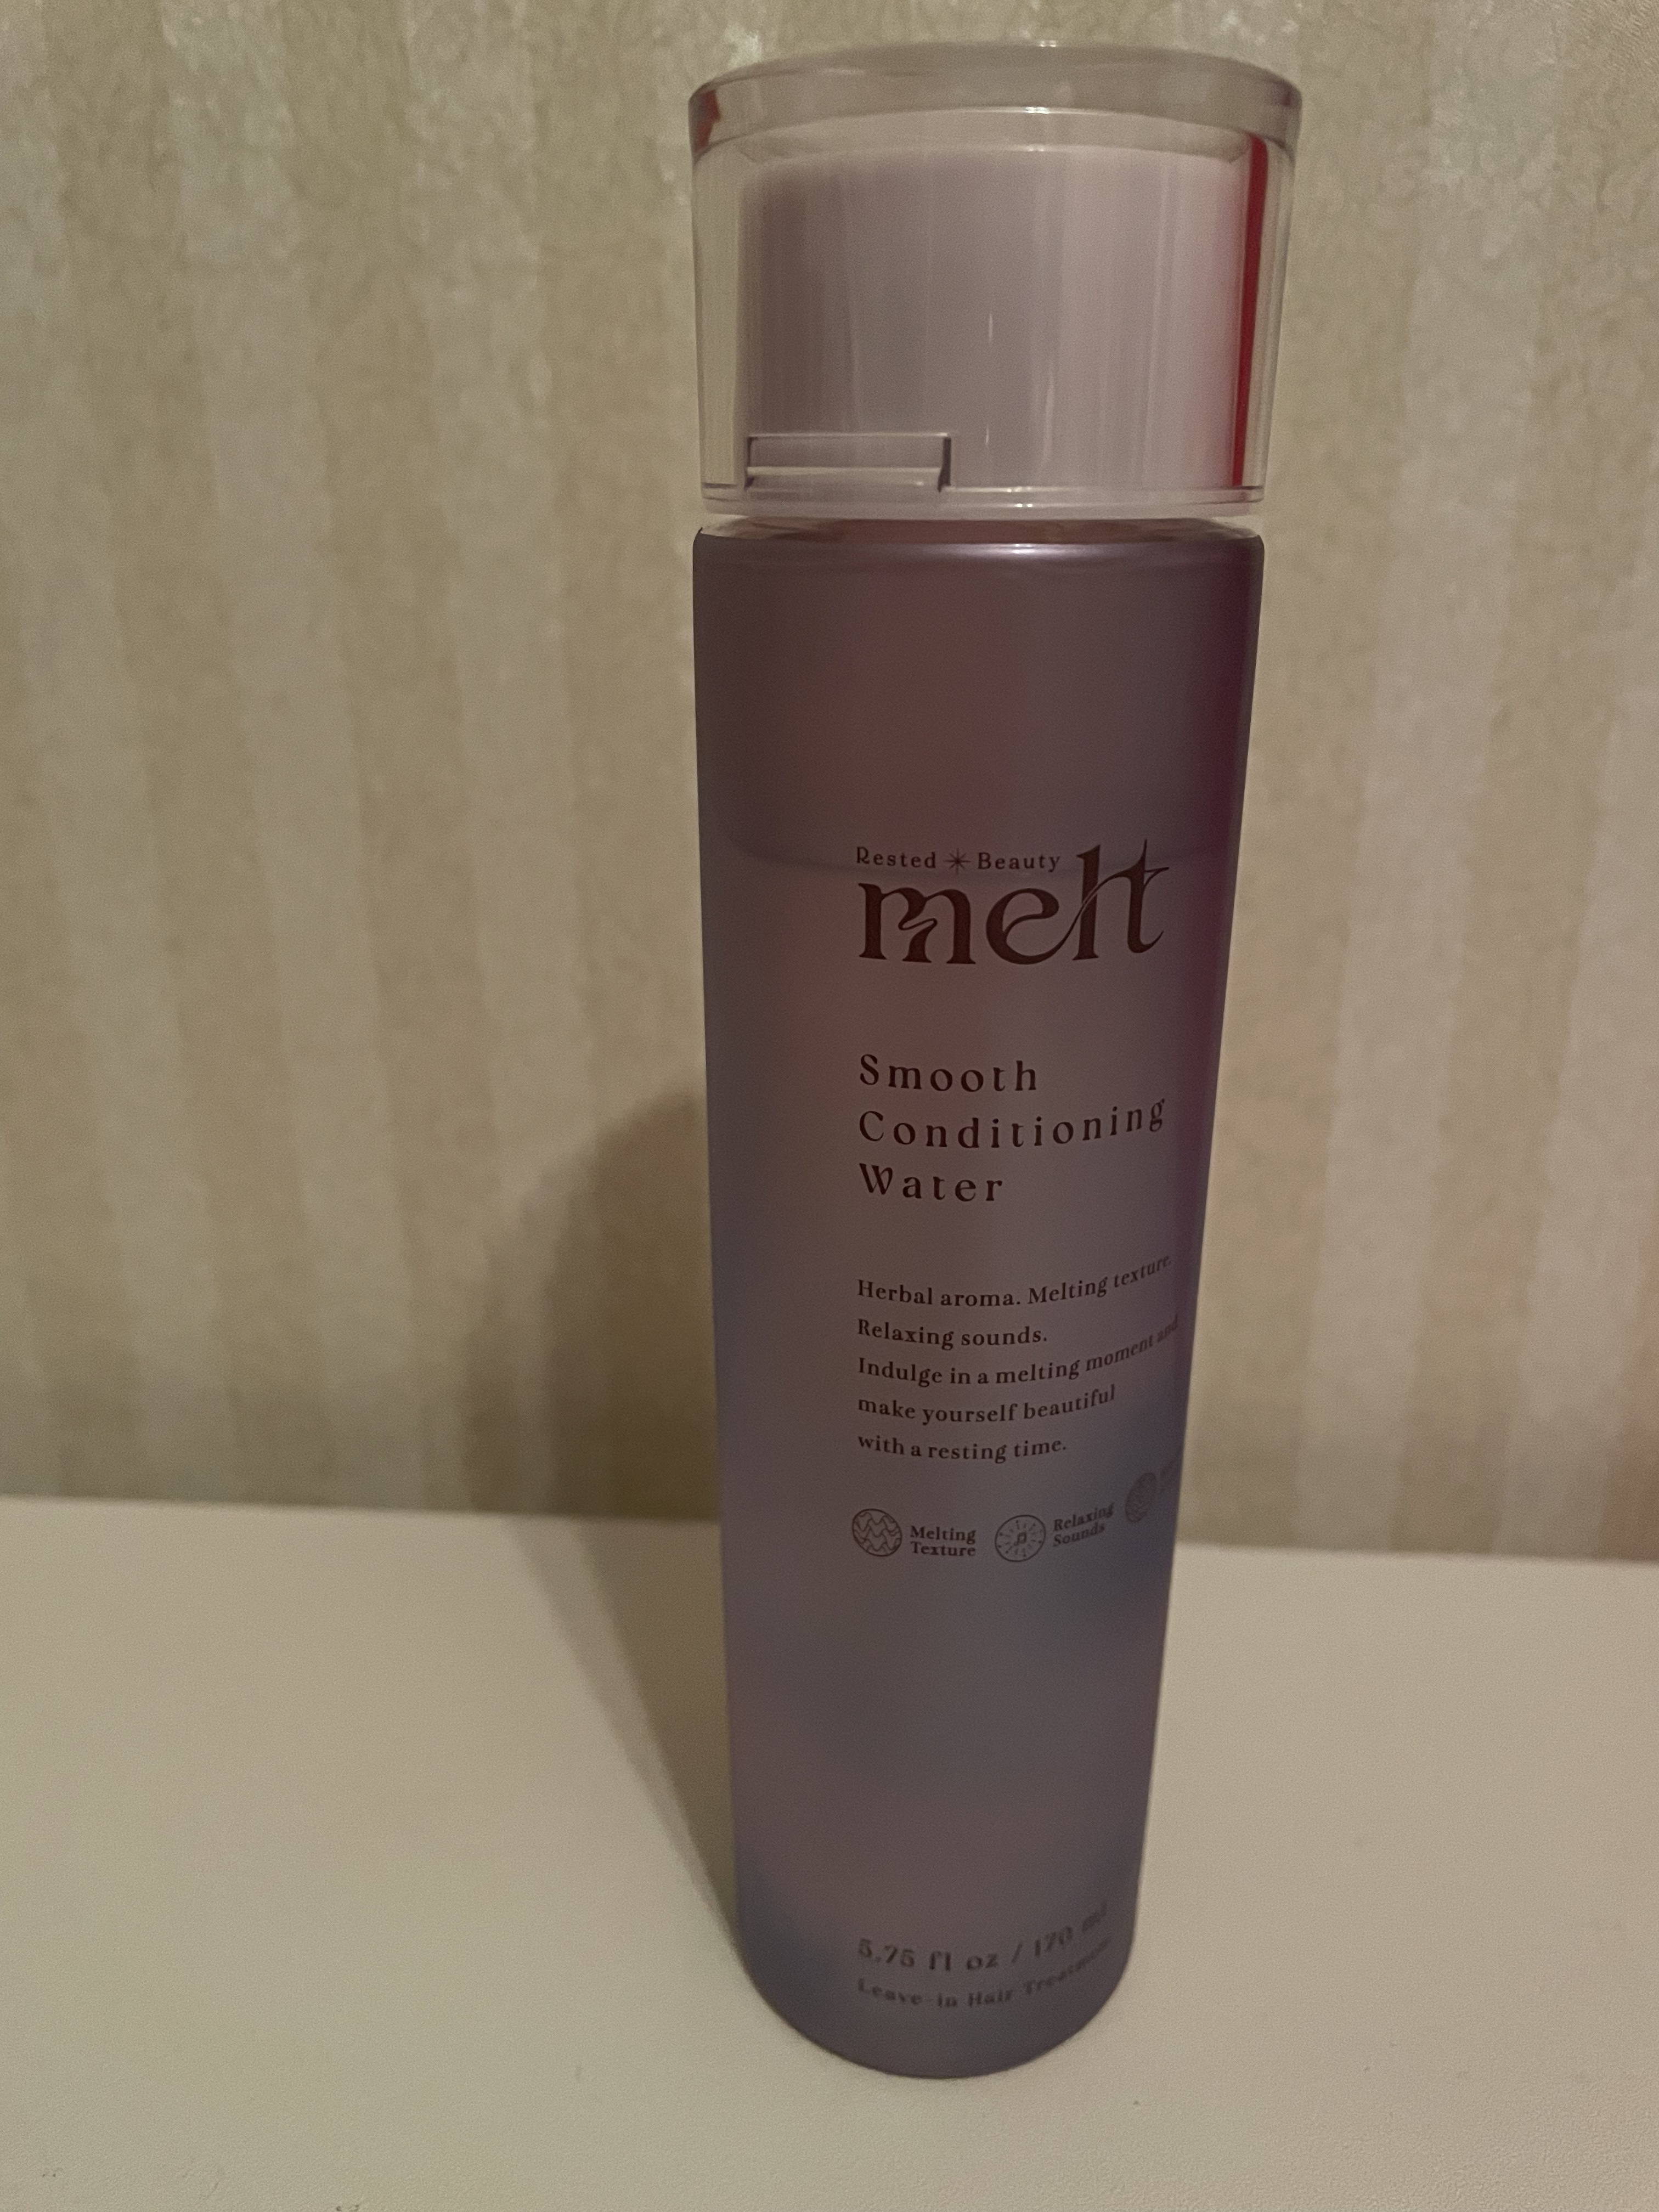 Rested Beauty
melt
Smooth
Conditioning
Water
Herbal aroma. Melting texture.
Relaxing sounds.
Indulge in a melting moment and
make yourself beautiful
with a resting time.
Melting
Texture
Relaxing
Sounds
5.75 fl oz / 170 ml
Leave-in Hair Treatment